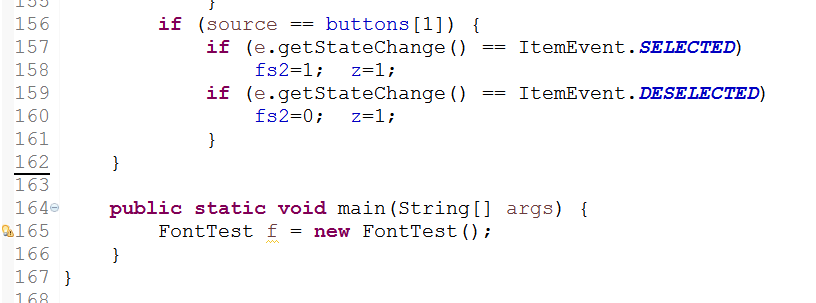 155                }
156        if (source == buttons[1]) {
157            if (e.getStateChange() == ItemEvent.SELECTED)
158                fs2=1;  z=1;
159            if (e.getStateChange() == ItemEvent.DESELECTED)
160                fs2=0;  z=1;
161            }
162    }
163
164    public static void main(String[] args) {
165        FontTest f = new FontTest();
166    }
167 }
168